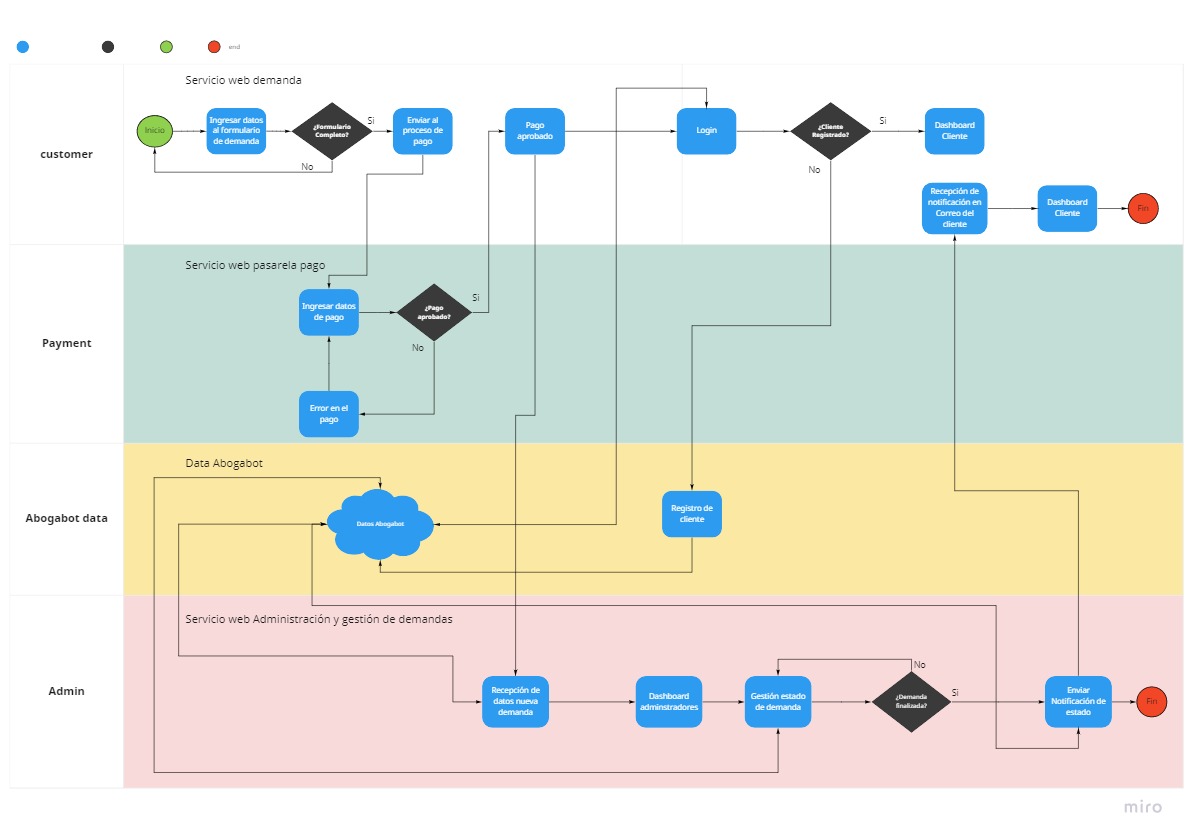 end
Servicio web demanda
customer
Inicio
Ingresar datos
al formulario
de demanda
¿Formulario
Completo?
Si
No
Enviar al
proceso de
pago
Pago
aprobado
Login
¿Cliente
Registrado?
Si
No
Dashboard
Cliente
Recepción de
notificación en
Correo del
cliente
Dashboard
Cliente
Fin
Payment
Servicio web pasarela pago
Ingresar datos
de pago
¿Pago
aprobado?
Si
No
Error en el
pago
Abogabot data
Data Abogabot
Datos Abogabot
Registro de
cliente
Admin
Servicio web Administración y gestión de demandas
Recepción de
datos nueva
demanda
Dashboard
adminstradores
Gestión estado
de demanda
¿Demanda
finalizada?
No
Si
Enviar
Notificación de
estado
Fin
miro